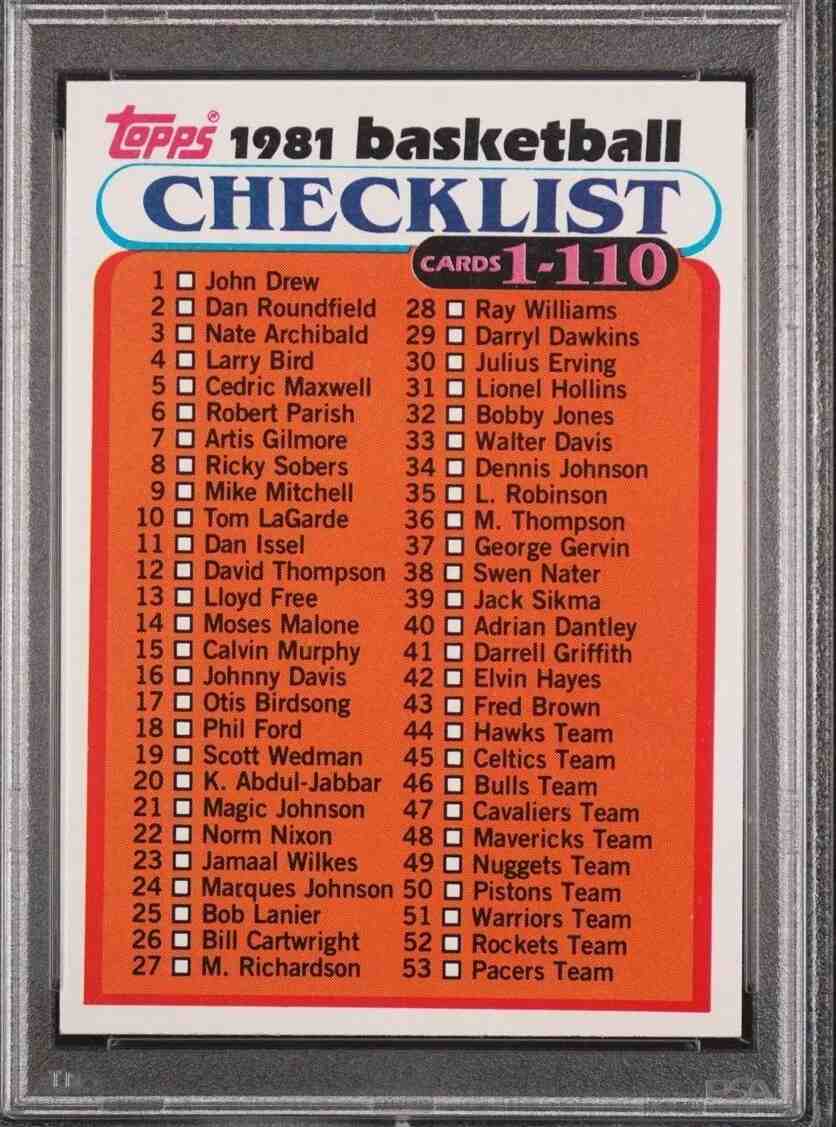 Topps® 1981 basketball
CHECKLIST
CARDS 1-110
1 John Drew
2 Dan Roundfield
3 Nate Archibald
4 Larry Bird
5 Cedric Maxwell
6 Robert Parish
7 Artis Gilmore
8 Ricky Sobers
9 Mike Mitchell
10 Tom LaGarde
11 Dan Issel
12 David Thompson
13 Lloyd Free
14 Moses Malone
15 Calvin Murphy
16 Johnny Davis
17 Otis Birdsong
18 Phil Ford
19 Scott Wedman
20 K. Abdul-Jabbar
21 Magic Johnson
22 Norm Nixon
23 Jamaal Wilkes
24 Marques Johnson
25 Bob Lanier
26 Bill Cartwright
27 M. Richardson
28 Ray Williams
29 Darryl Dawkins
30 Julius Erving
31 Lionel Hollins
32 Bobby Jones
33 Walter Davis
34 Dennis Johnson
35 L. Robinson
36 M. Thompson
37 George Gervin
38 Swen Nater
39 Jack Sikma
40 Adrian Dantley
41 Darrell Griffith
42 Elvin Hayes
43 Fred Brown
44 Hawks Team
45 Celtics Team
46 Bulls Team
47 Cavaliers Team
48 Mavericks Team
49 Nuggets Team
50 Pistons Team
51 Warriors Team
52 Rockets Team
53 Pacers Team
PSA